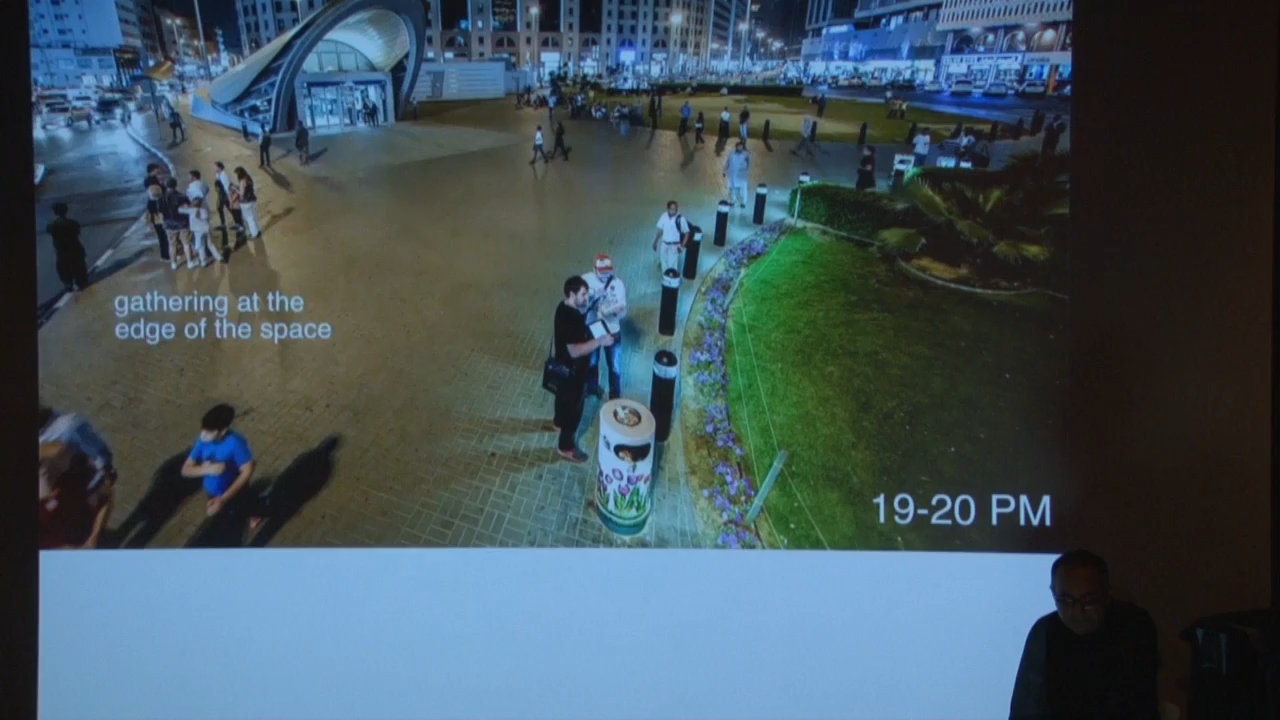 gathering at the
edge of the space
19-20 PM